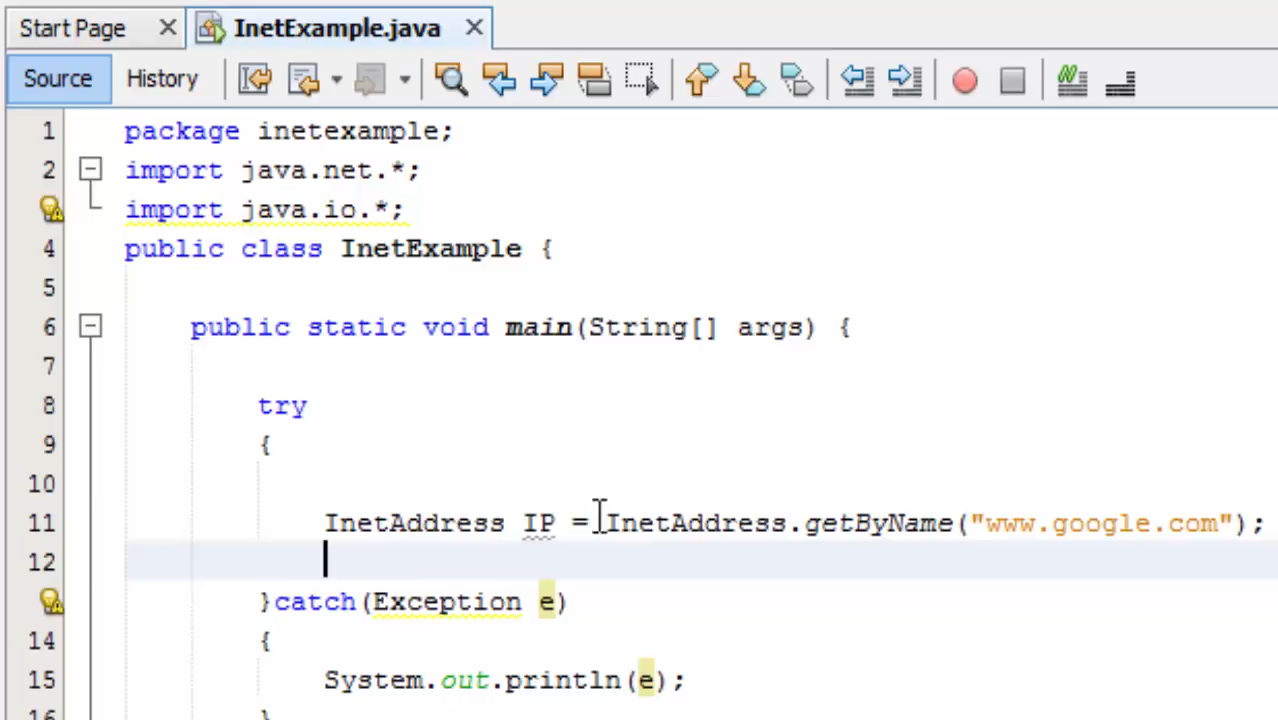 Start Page InetExample.java
Source History
1 package inetexample;
2 import java.net.*;
import java.io.*;
4 public class InetExample {
5
6 public static void main(String[] args) {
7
8 try
9 {
10
11 InetAddress IP = InetAddress.getByName("www.google.com");
12
}catch(Exception e)
14 {
15 System.out.println(e);
16 }